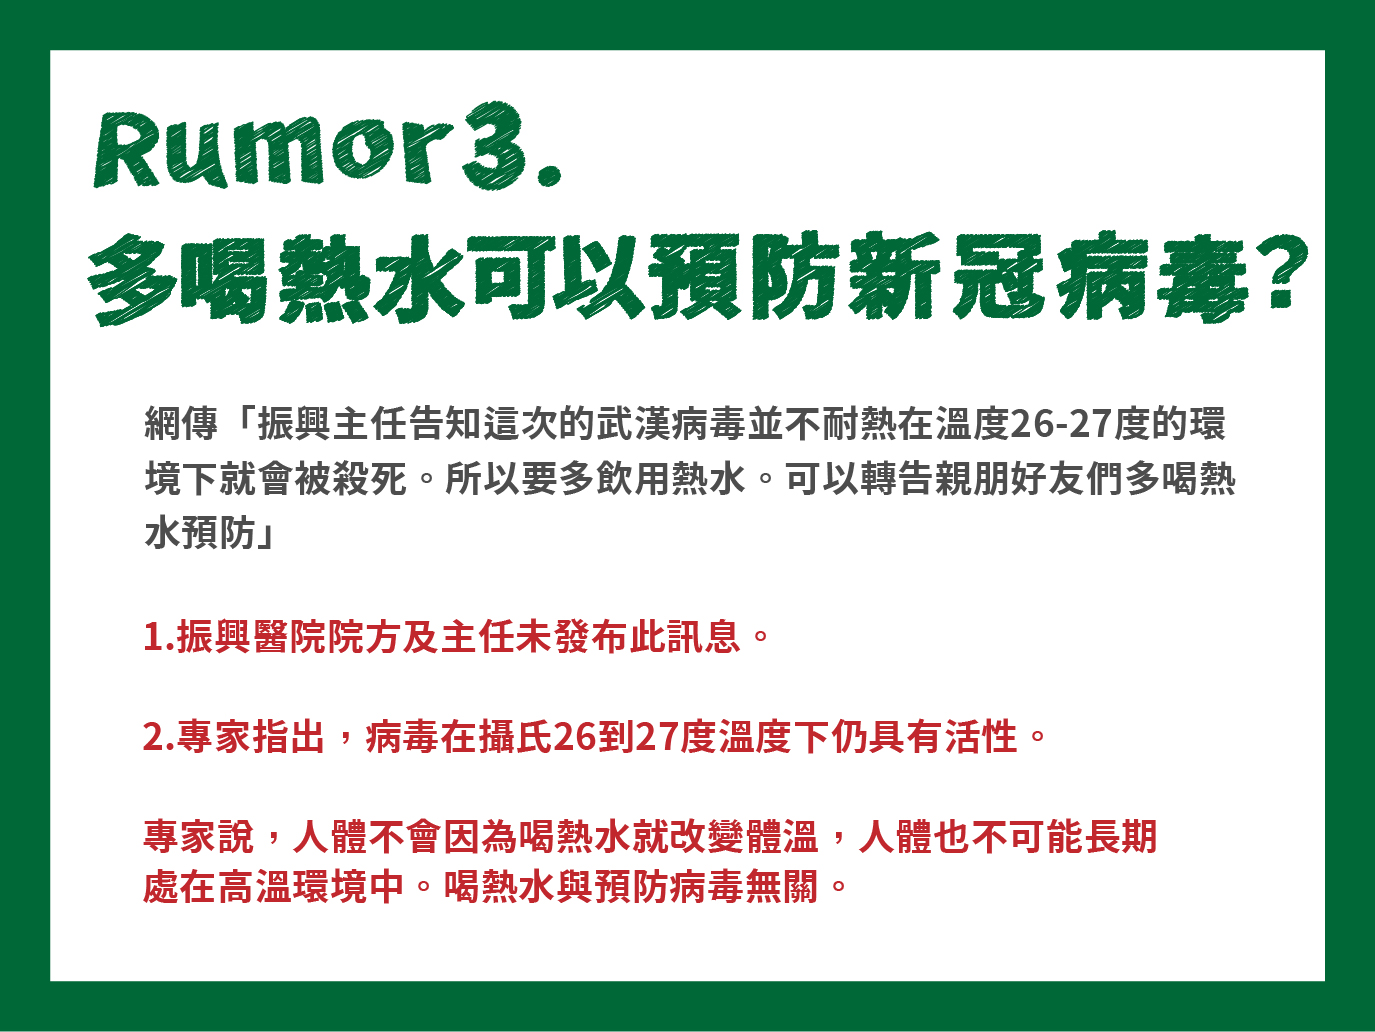 Rumor3.
多喝熱水可以預防新冠病毒?
網傳「振興主任告知這次的武漢病毒並不耐熱在溫度26-27度的環
境下就會被殺死。所以要多飲用熱水。可以轉告親朋好友們多喝熱
水預防」
1.振興醫院院方及主任未發布此訊息。
2.專家指出，病毒在攝氏26到27度溫度下仍具有活性。
專家說，人體不會因為喝熱水就改變體溫，人體也不可能長期
處在高溫環境中。喝熱水與預防病毒無關。